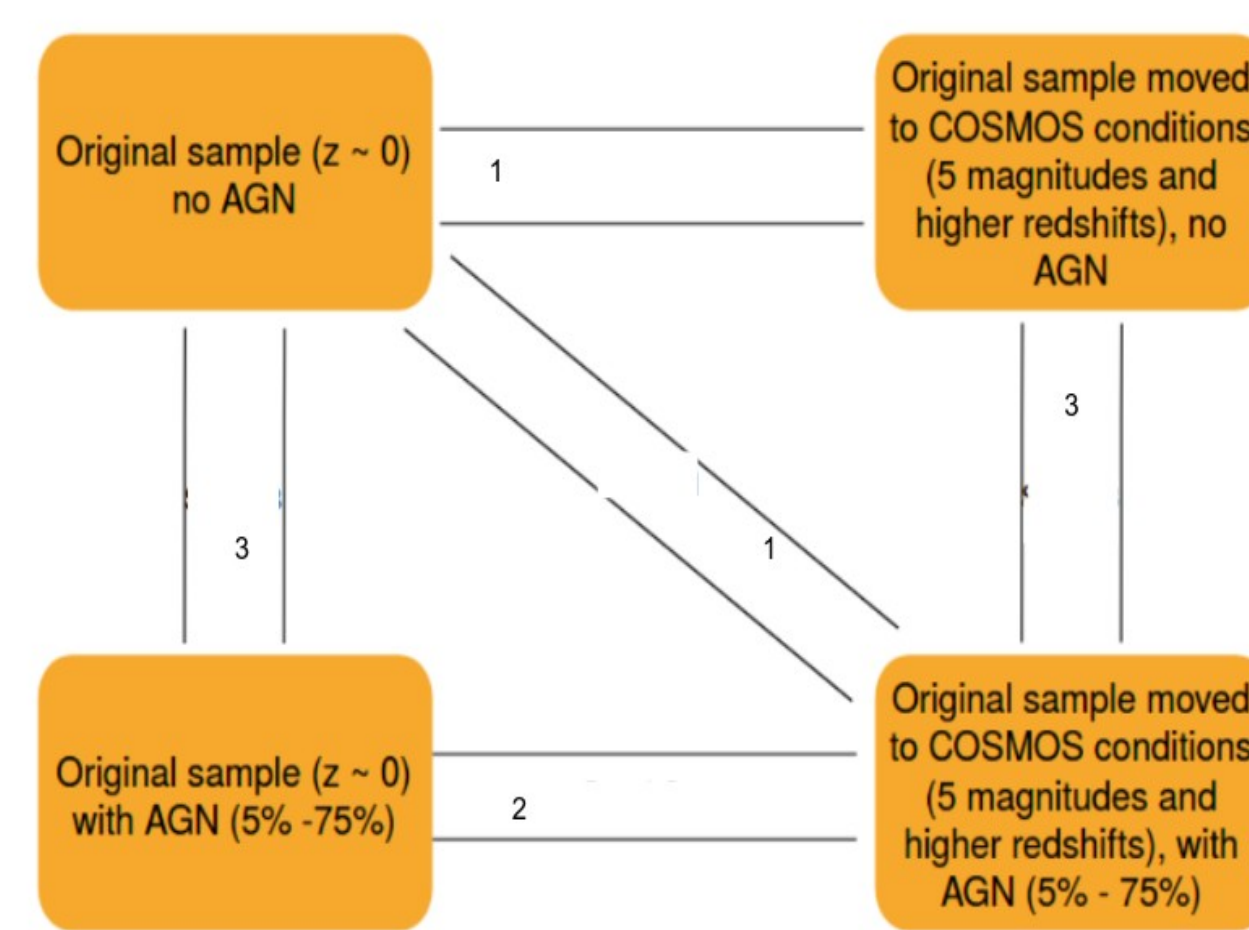 Original sample (z ~ 0)
no AGN
Original sample moved
to COSMOS conditions
(5 magnitudes and
higher redshifts), no
AGN
1
3
3
1
Original sample (z ~ 0)
with AGN (5% -75%)
2
Original sample moved
to COSMOS conditions
(5 magnitudes and
higher redshifts), with
AGN (5% - 75%)